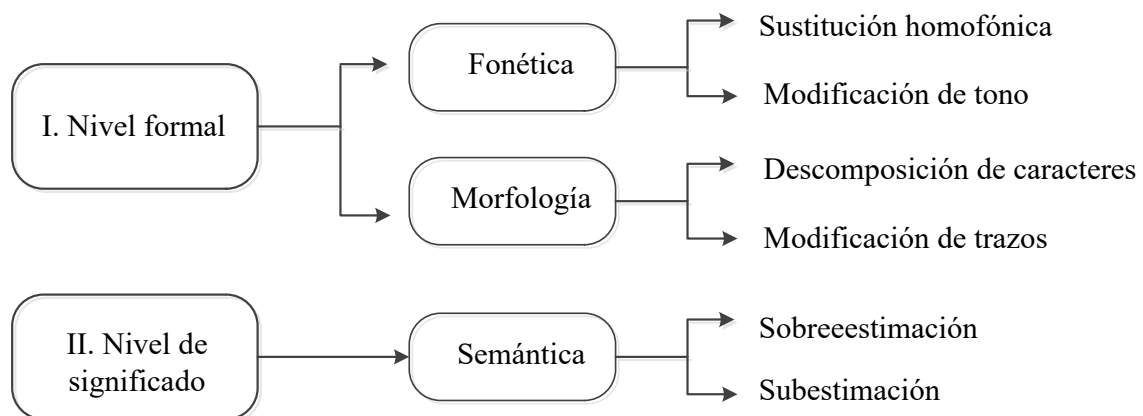 I. Nivel formal
Fonética
Sustitución homofónica
Modificación de tono
Morfología
Descomposición de caracteres
Modificación de trazos
II. Nivel de
significado
Semántica
Sobreeestimación
Subestimación